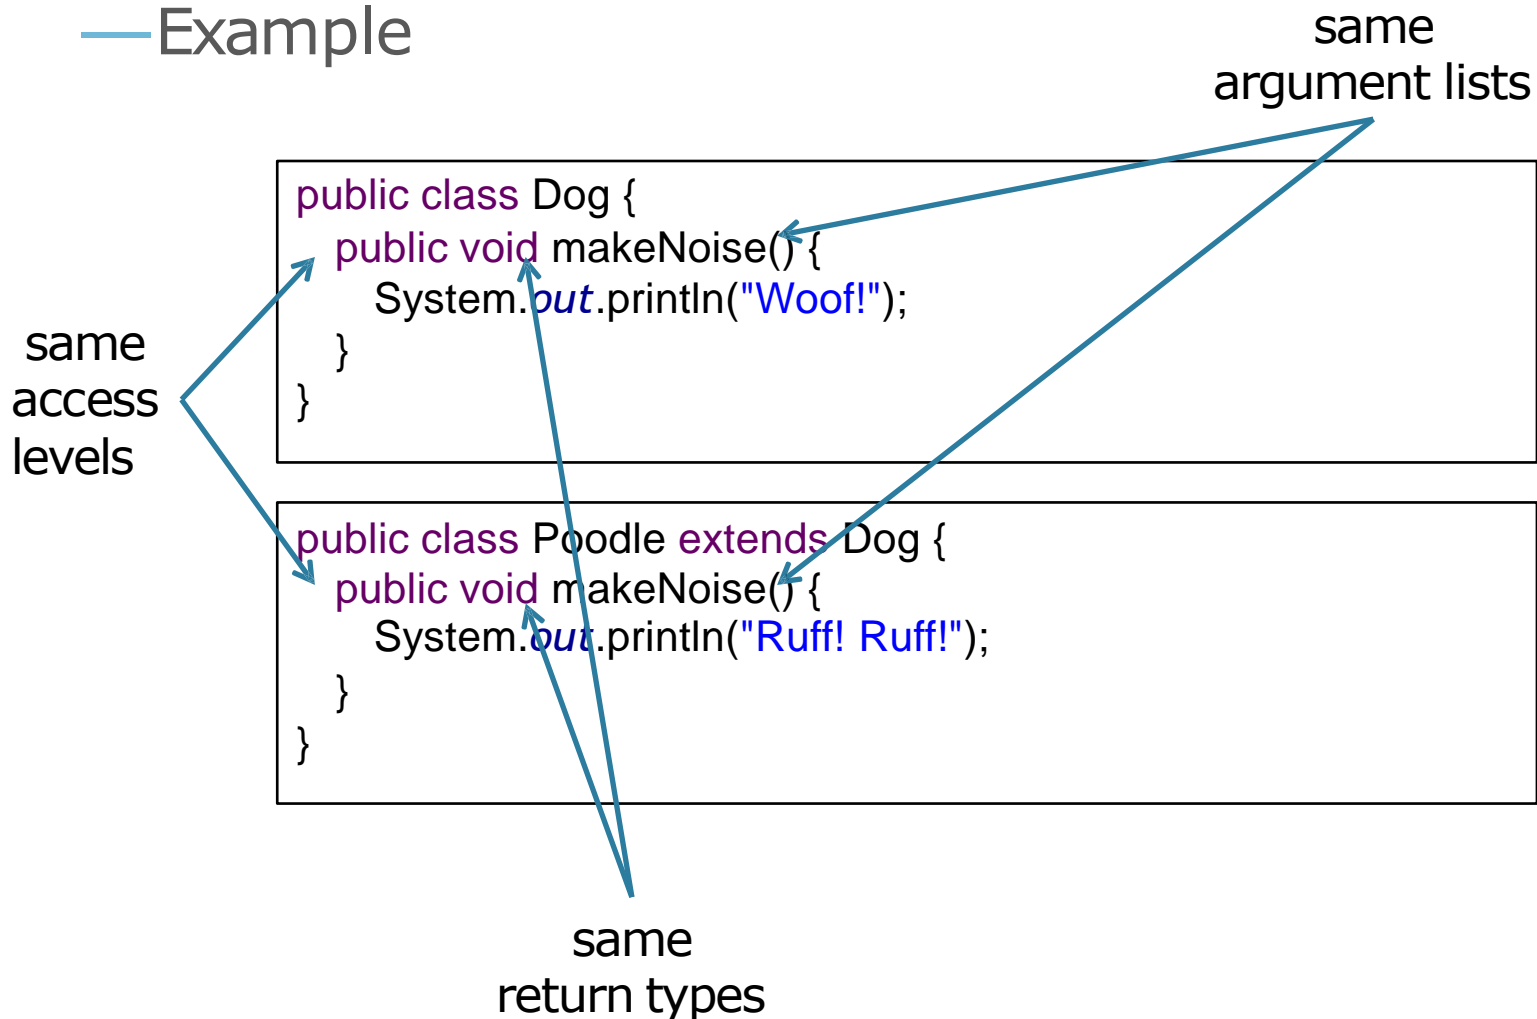 Example
same
argument lists
public class Dog {
public void makeNoise() {
System.out.println("Woof!");
}
}
same
access
levels
public class Poodle extends Dog {
public void makeNoise() {
System.out.println("Ruff! Ruff!");
}
}
same
return types